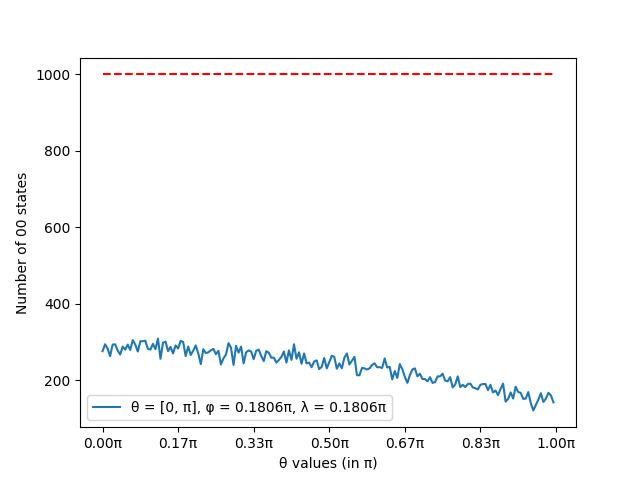 1000
800
600
400
200
Number of 00 states
θ = [0, π], φ = 0.1806π, λ = 0.1806π
0.00π 0.17π 0.33π 0.50π 0.67π 0.83π 1.00π
θ values (in π)